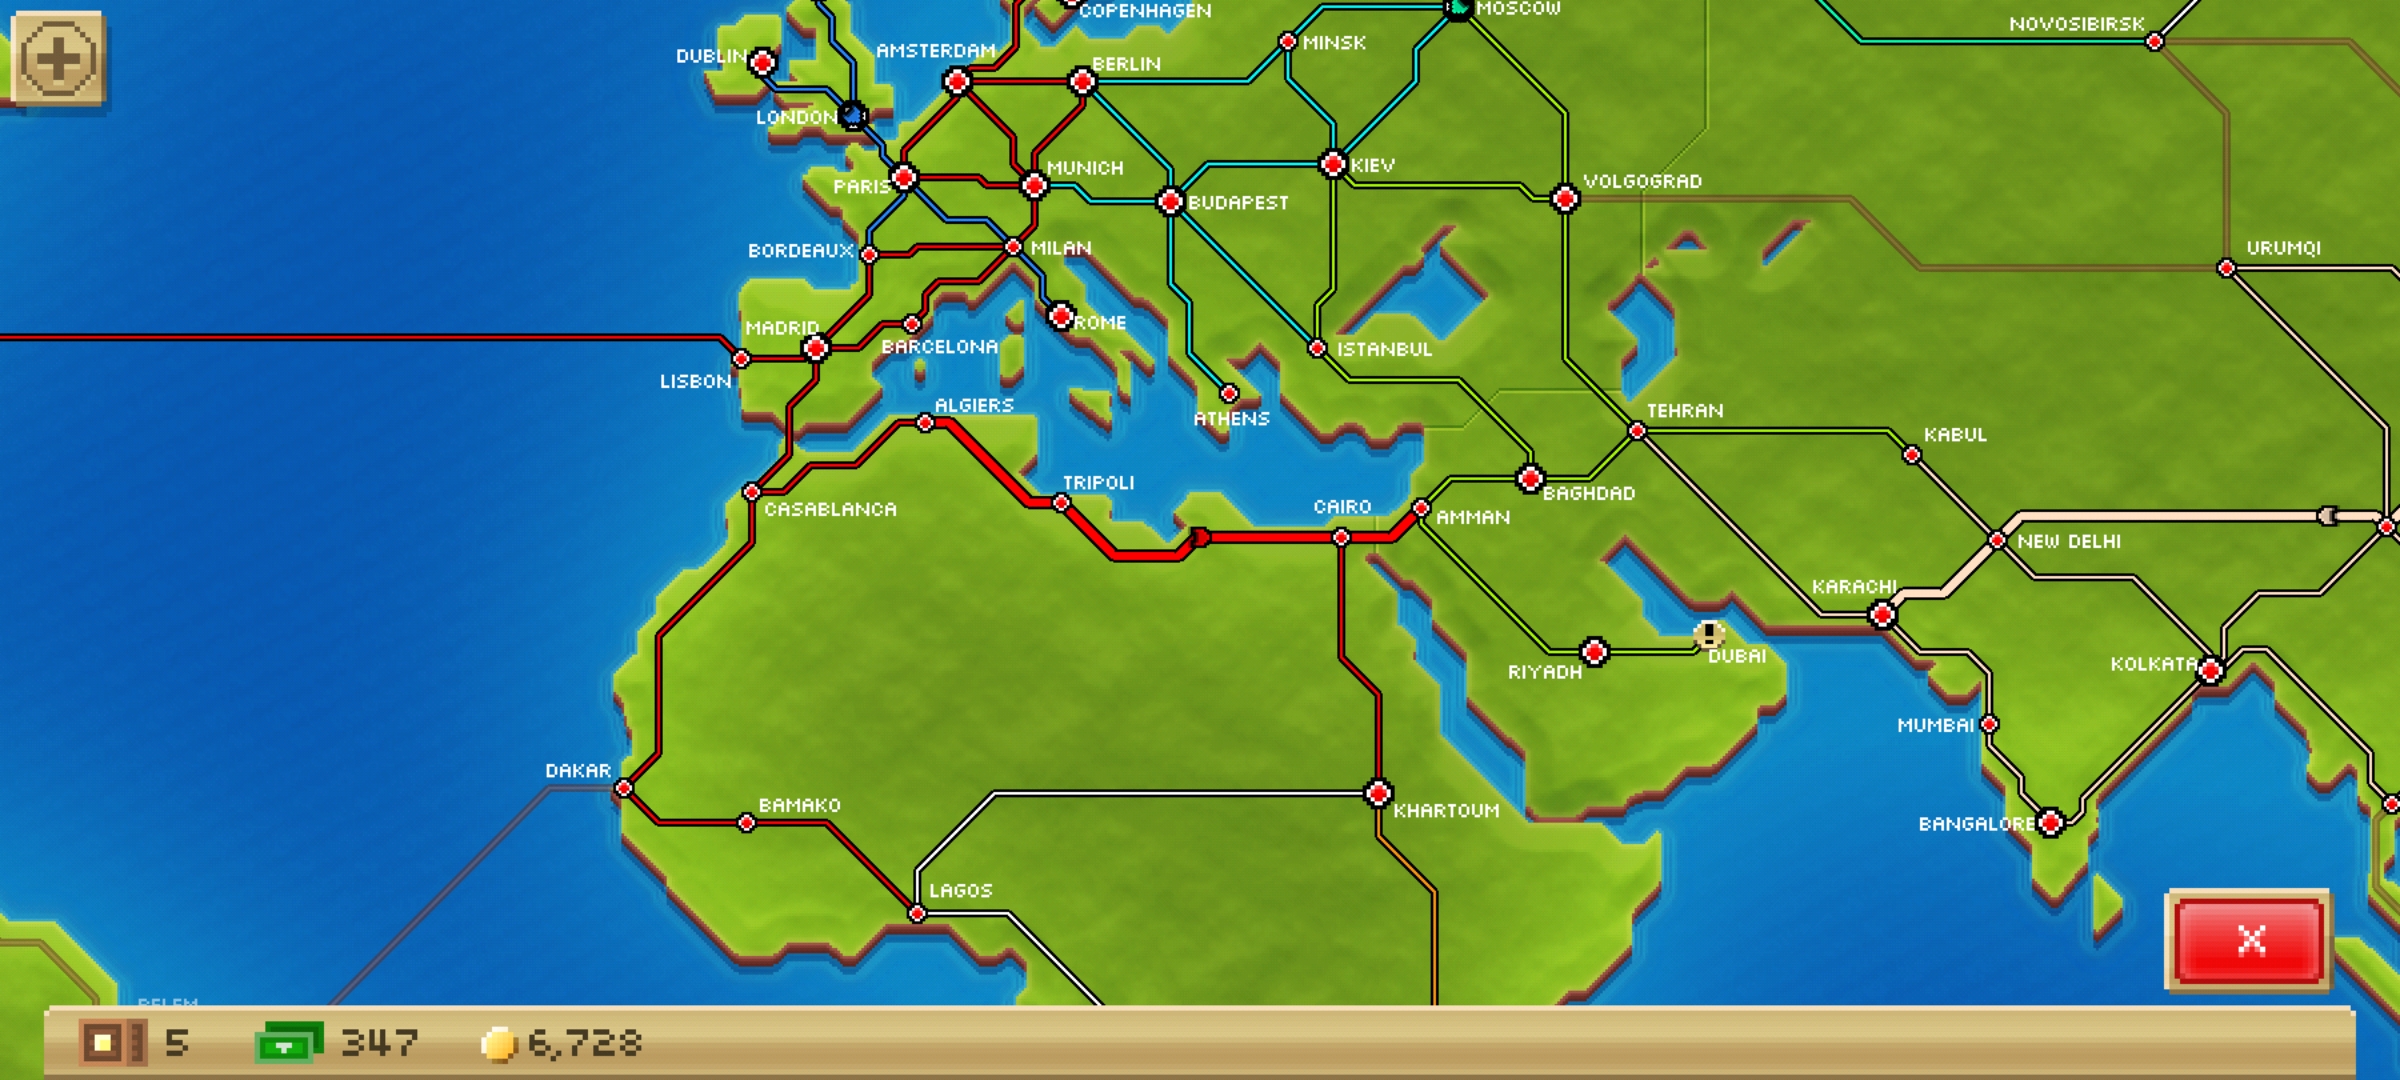 COPENHAGEN
MOSCOW
NOVOSIBIRSK
DUBLIN
AMSTERDAM
BERLIN
MINSK
LONDON
PARIS
MUNICH
BUDAPEST
KIEV
VOLGOGRAD
BORDEAUX
MILAN
URUMQI
MADRID
ROME
BARCELONA
ISTANBUL
LISBON
ALGIERS
ATHENS
TEHRAN
KABUL
TRIPOLI
CASABLANCA
CAIRO
AMMAN
BAGHDAD
NEW DELHI
KARACHI
RIYADH
!
DUBAI
KOLKATA
MUMBAI
DAKAR
BAMAKO
KHARTOUM
BANGALORE
LAGOS
BELEM
5
347
6,728